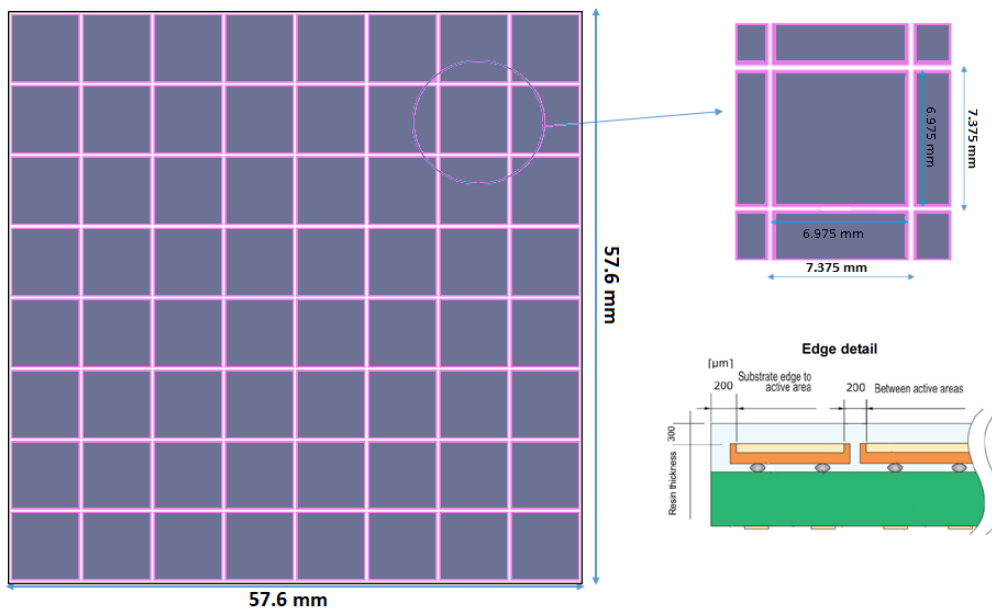 57.6 mm
57.6 mm
6.975 mm
7.375 mm
6.975 mm
7.375 mm
Edge detail
[µm]
200
Substrate edge to
active area
200
Between active areas
300
Resin thickness